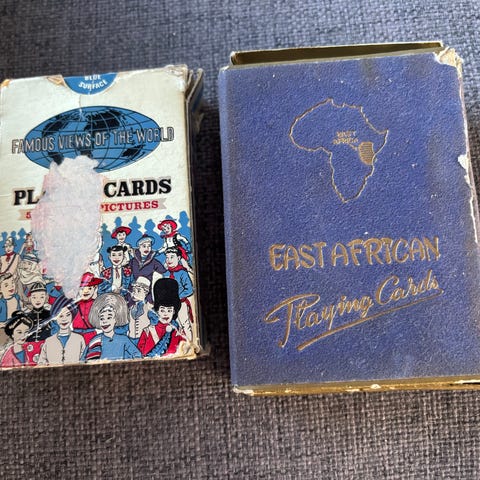 BLUE
SURFACE
FAMOUS VIEWS OF THE WORLD
CARDS
PICTURES
EAST
AFRICA
EAST AFRICAN
Playing Cards